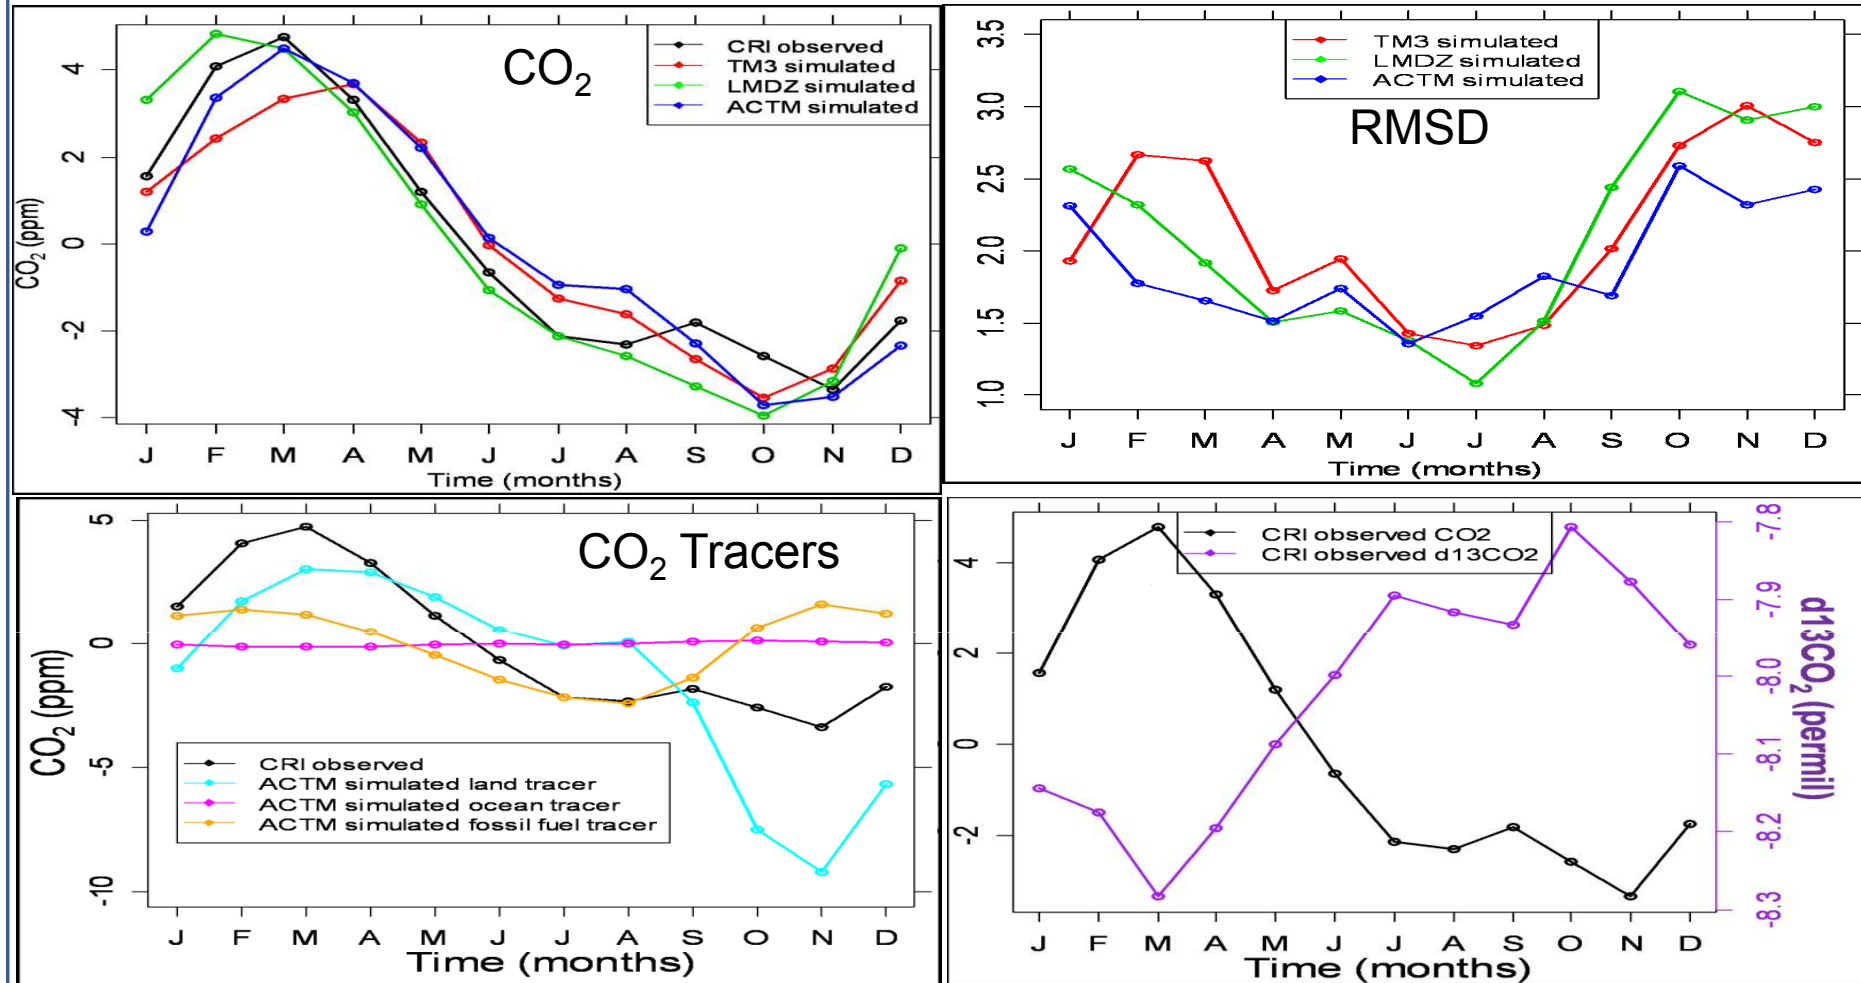 CO2
CRI observed
TM3 simulated
LMDZ simulated
ACTM simulated
CO2 (ppm)
4
2
0
-2
-4
J F M A M J J A S O N D
Time (months)
TM3 simulated
LMDZ simulated
ACTM simulated
RMSD
3.5
3.0
2.5
2.0
1.5
1.0
J F M A M J J A S O N D
Time (months)
CO2 Tracers
CO2 (ppm)
5
0
-5
-10
CRI observed
ACTM simulated land tracer
ACTM simulated ocean tracer
ACTM simulated fossil fuel tracer
J F M A M J J A S O N D
Time (months)
CRI observed CO2
CRI observed d13CO2
4
2
0
-2
-7.8
-7.9
-8.0
-8.1
-8.2
-8.3
d13CO2 (permil)
J F M A M J J A S O N D
Time (months)